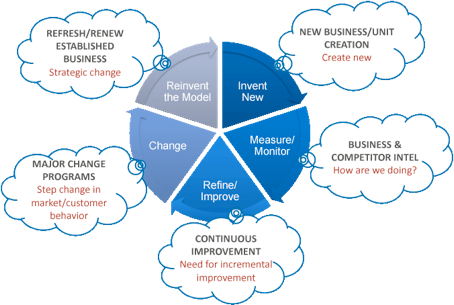 REFRESH/RENEW
ESTABLISHED
BUSINESS
Strategic change
NEW BUSINESS/UNIT
CREATION
Create new
Reinvent
the Model
Invent
New
Change
Measure/
Monitor
Refine/
Improve
BUSINESS &
COMPETITOR INTEL
How are we doing?
MAJOR CHANGE
PROGRAMS
Step change in
market/customer
behavior
CONTINUOUS
IMPROVEMENT
Need for incremental
improvement